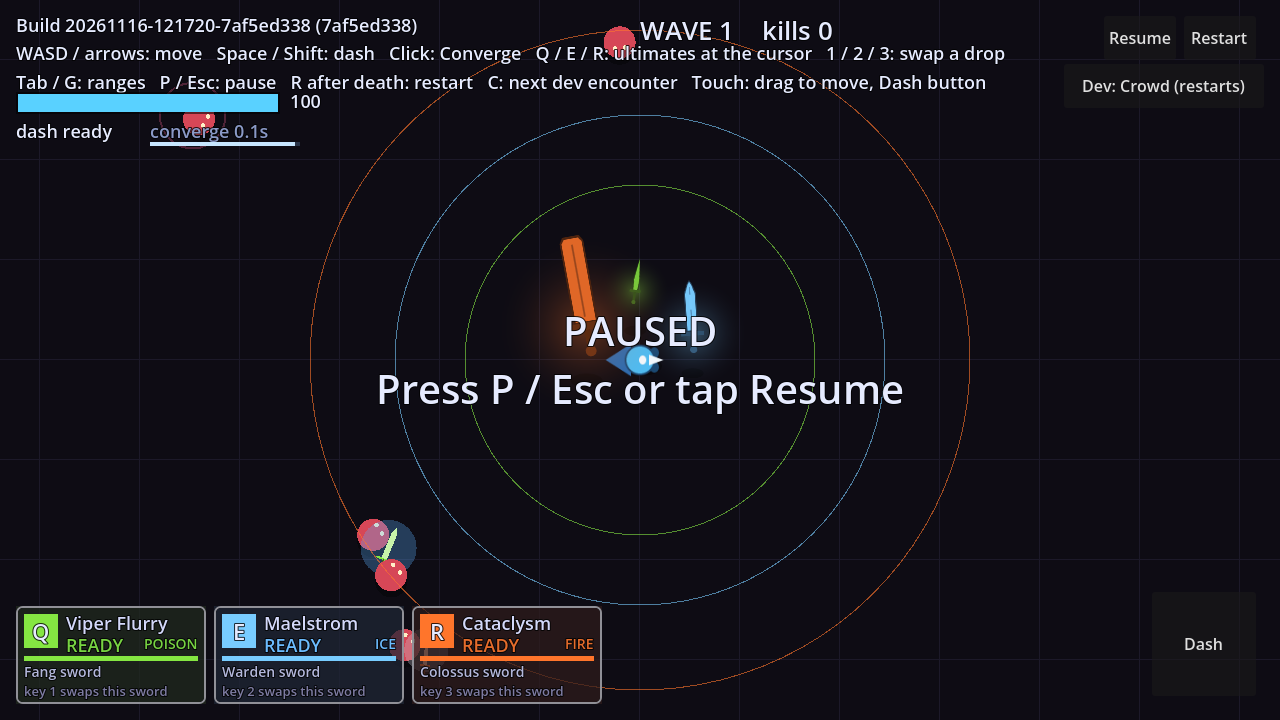 Build 20261116-121720-7af5ed338 (7af5ed338)
WAVE 1 kills 0
WASD / arrows: move Space / Shift: dash Click: Converge Q / E / R: Ultimates at the cursor 1 / 2 / 3: swap a drop
Tab / G: ranges P / Esc: pause R after death: restart C: next dev encounter Touch: drag to move, Dash button
Resume
Restart
Dev: Crowd (restarts)
100
dash ready
converge 0.1s
PAUSED
Press P / Esc or tap Resume
Q
Viper Flurry
READY POISON
Fang sword
key 1 swaps this sword
E
Maelstrom
READY ICE
Warden sword
key 2 swaps this sword
R
Cataclysm
READY FIRE
Colossus sword
key 3 swaps this sword
Dash